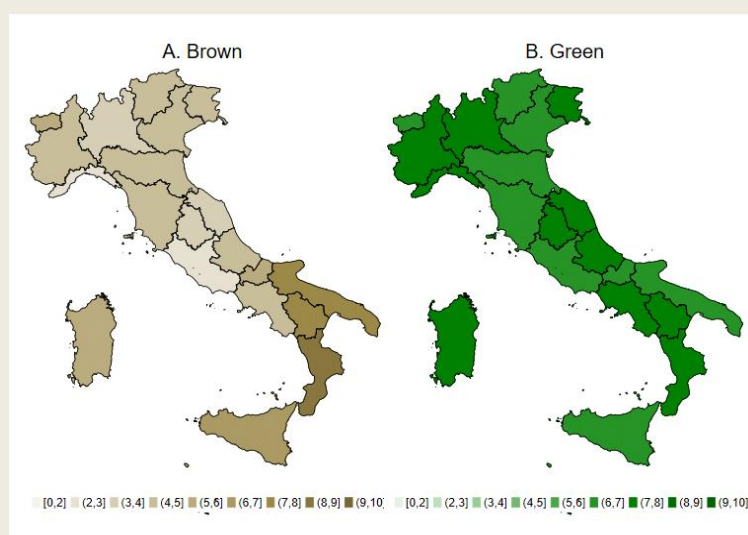 A. Brown
B. Green
[0,2] (2,3] (3,4] (4,5] (5,6] (6,7] (7,8] (8,9] (9,10]
[0,2] (2,3] (3,4] (4,5] (5,6] (6,7] (7,8] (8,9] (9,10]